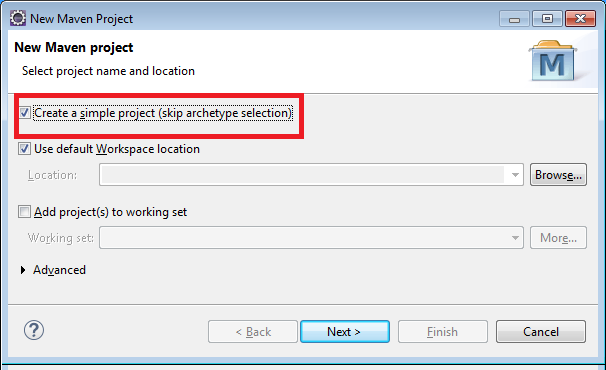 New Maven Project
New Maven project
Select project name and location
M
Create a simple project (skip archetype selection)
Use default Workspace location
Location:
Browse...
Add project(s) to working set
Working set:
More...
Advanced
?
< Back
Next >
Finish
Cancel